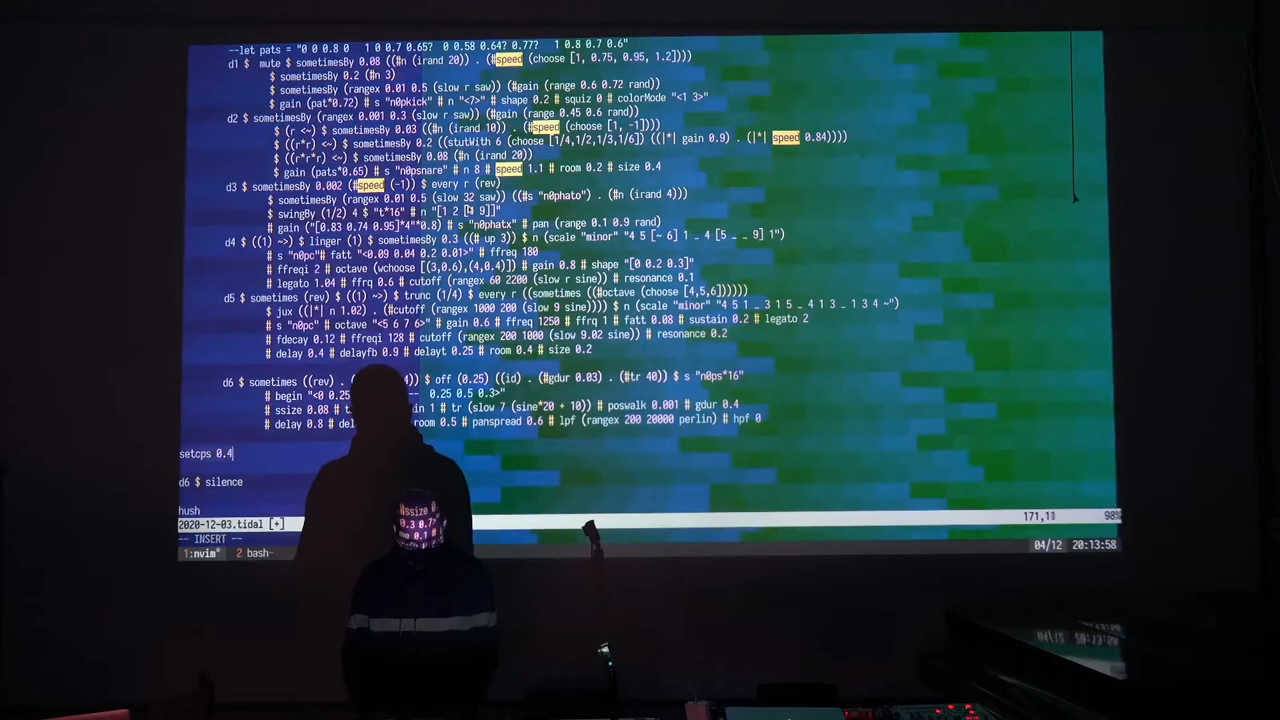 --let pats = "0 0 0.8 0   1 0 0.7 0.65?  0 0.58 0.64? 0.77?   1 0.8 0.7 0.6"
d1 $  mute $ sometimesBy 0.08 ((#n (irand 20)) . (#speed (choose [1, 0.75, 0.95, 1.2])))
$ sometimesBy 0.2 (#n 3)
$ sometimesBy (rangex 0.01 0.5 (slow r saw)) (#gain (range 0.6 0.72 rand))
$ gain (pat*0.72) # s "n0pkick" # n "<7>" # shape 0.2 # squiz 0 # colorMode "<1 3>"
d2 $ sometimesBy (rangex 0.001 0.3 (slow r saw)) (#gain (range 0.45 0.6 rand))
$ (r <~) $ sometimesBy 0.03 ((#n (irand 10)) . (#speed (choose [1, -1])))
$ ((r*r) <~) $ sometimesBy 0.2 ((stutWith 6 (choose [1/4,1/2,1/3,1/6]) ((|*| gain 0.9) . (|*| speed 0.84))))
$ ((r*r*r) <~) $ sometimesBy 0.08 (#n (irand 20))
$ gain (pats*0.65) # s "n0psnare" # n 8 # speed 1.1 # room 0.2 # size 0.4
d3 $ sometimesBy 0.002 (#speed (-1)) $ every r (rev)
$ sometimesBy (rangex 0.01 0.5 (slow 32 saw)) ((#s "n0phato") . (#n (irand 4)))
$ swingBy (1/2) 4 $ "t*16" # n "[1 2 [8 9]]"
# gain ("[0.83 0.74 0.95]*4"*0.8) # s "n0phatx" # pan (range 0.1 0.9 rand)
d4 $ ((1) ~>) $ linger (1) $ sometimesBy 0.3 ((# up 3)) $ n (scale "minor" "4 5 [~ 6] 1 _ 4 [5 _ _ 9] 1")
# s "n0pc"# fatt "<0.09 0.04 0.2 0.01>" # ffreq 180
# ffreqi 2 # octave (wchoose [(3,0.6),(4,0.4)]) # gain 0.8 # shape "[0 0.2 0.3]"
# legato 1.04 # ffrq 0.6 # cutoff (rangex 60 2200 (slow r sine)) # resonance 0.1
d5 $ sometimes (rev) $ ((1) ~>) $ trunc (1/4) $ every r ((sometimes ((#octave (choose [4,5,6])))))
$ jux ((|*| n 1.02) . (#cutoff (rangex 1000 200 (slow 9 sine)))) $ n (scale "minor" "4 5 1 _ 3 1 5 _ 4 1 3 _ 1 3 4 ~")
# s "n0pc" # octave "<5 6 7 6>" # gain 0.6 # ffreq 1250 # ffrq 1 # fatt 0.08 # sustain 0.2 # legato 2
# fdecay 0.12 # ffreqi 128 # cutoff (rangex 200 1000 (slow 9.02 sine)) # resonance 0.2
# delay 0.4 # delayfb 0.9 # delayt 0.25 # room 0.4 # size 0.2
d6 $ sometimes ((rev) . ( 4)) $ off (0.25) ((id) . (#gdur 0.03) . (#tr 40)) $ s "n0ps*16"
# begin "<0 0.25 -- 0.25 0.5 0.3>"
# ssize 0.08 # 1 # tr (slow 7 (sine*20 + 10)) # poswalk 0.001 # gdur 0.4
# delay 0.8 # room 0.5 # panspread 0.6 # lpf (rangex 200 20000 perlin) # hpf 0
setcps 0.4
d6 $ silence
hush
2020-12-03.tidal [+] 171,11 98%
-- INSERT --
1:nvim* 2 bash- 04/12 20:13:58